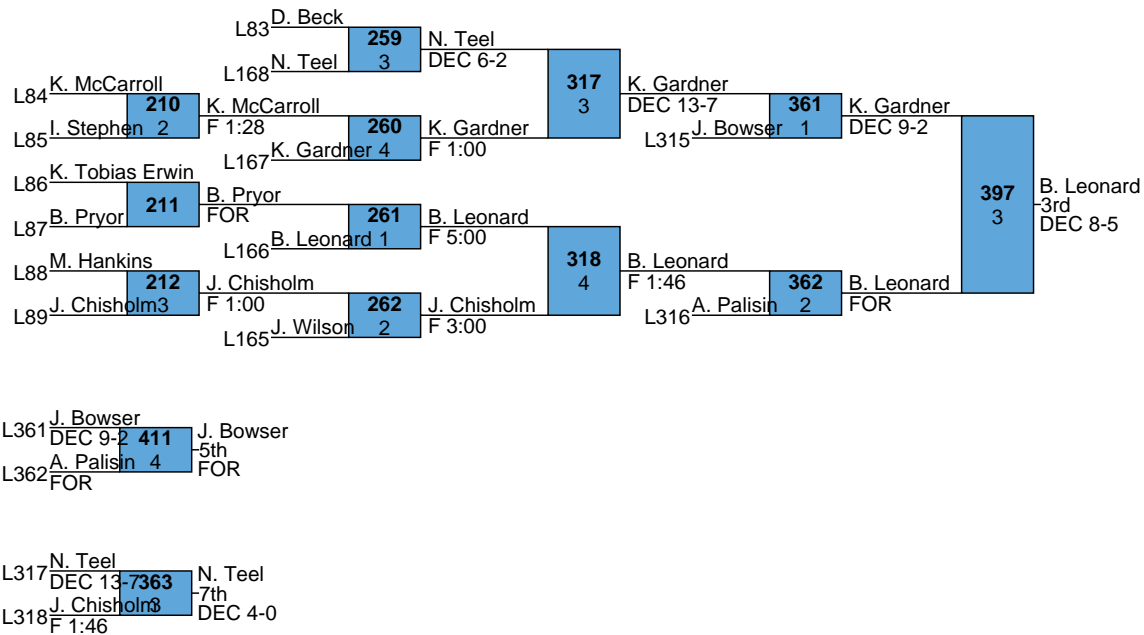 L83 D. Beck
259
3
L168 N. Teel
N. Teel
DEC 6-2
L84 K. McCarroll
210
2
L85 I. Stephen
K. McCarroll
F 1:28
260
4
L167 K. Gardner
K. Gardner
F 1:00
317
3
K. Gardner
DEC 13-7
361
1
L315 J. Bowser
K. Gardner
DEC 9-2
L86 K. Tobias Erwin
211
L87 B. Pryor
B. Pryor
FOR
261
1
L166 B. Leonard
B. Leonard
F 5:00
L88 M. Hankins
212
3
L89 J. Chisholm
J. Chisholm
F 1:00
262
2
L165 J. Wilson
J. Chisholm
F 3:00
318
4
B. Leonard
F 1:46
362
2
L316 A. Palisin
B. Leonard
FOR
397
3
B. Leonard
3rd
DEC 8-5
L361 J. Bowser
DEC 9-2
411
4
L362 A. Palisin
FOR
J. Bowser
5th
FOR
L317 N. Teel
DEC 13-7
363
3
L318 J. Chisholm
F 1:46
N. Teel
7th
DEC 4-0